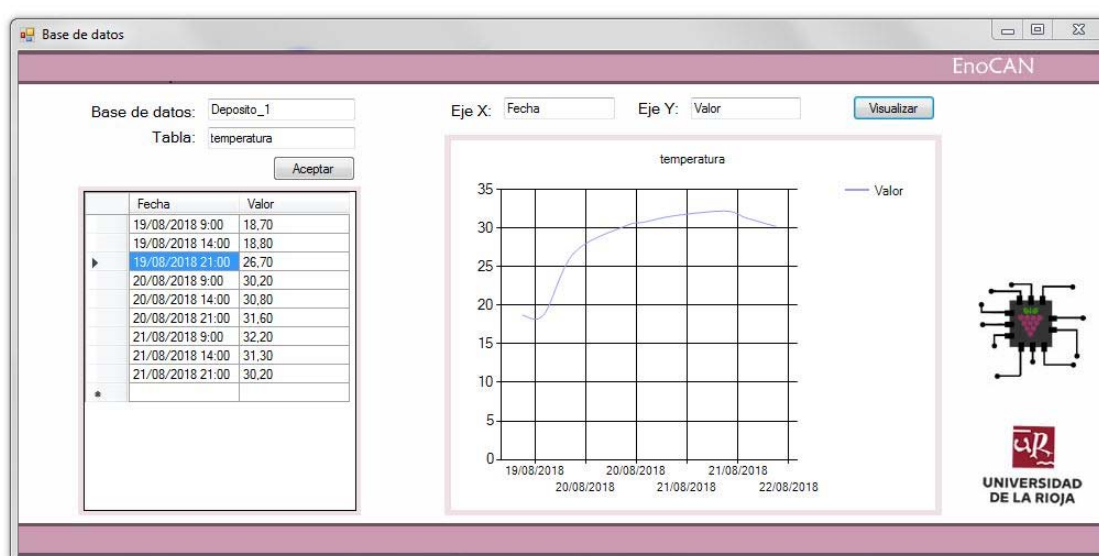 Base de datos
EnoCAN
Base de datos: Deposito_1
Tabla: temperatura
Aceptar
Eje X: Fecha Eje Y: Valor Visualizar
Fecha Valor
19/08/2018 9:00 18,70
19/08/2018 14:00 18,80
19/08/2018 21:00 26,70
20/08/2018 9:00 30,20
20/08/2018 14:00 30,80
20/08/2018 21:00 31,60
21/08/2018 9:00 32,20
21/08/2018 14:00 31,30
21/08/2018 21:00 30,20
temperatura
Valor
35
30
25
20
15
10
5
0
19/08/2018 20/08/2018 21/08/2018
20/08/2018 21/08/2018 22/08/2018
UR
UNIVERSIDAD
DE LA RIOJA